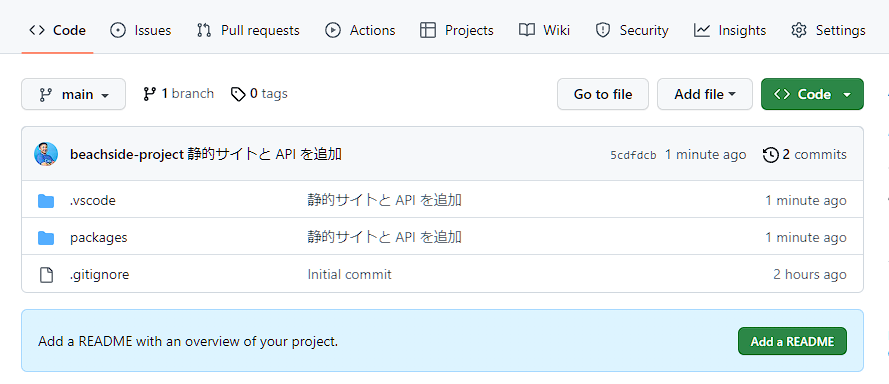 Code Issues Pull requests Actions Projects Wiki Security Insights Settings
main 1 branch 0 tags Go to file Add file Code
beachside-project 静的サイトと API を追加 5cdfdcb 1 minute ago 2 commits
.vscode 静的サイトと API を追加 1 minute ago
packages 静的サイトと API を追加 1 minute ago
.gitignore Initial commit 2 hours ago
Add a README with an overview of your project. Add a README